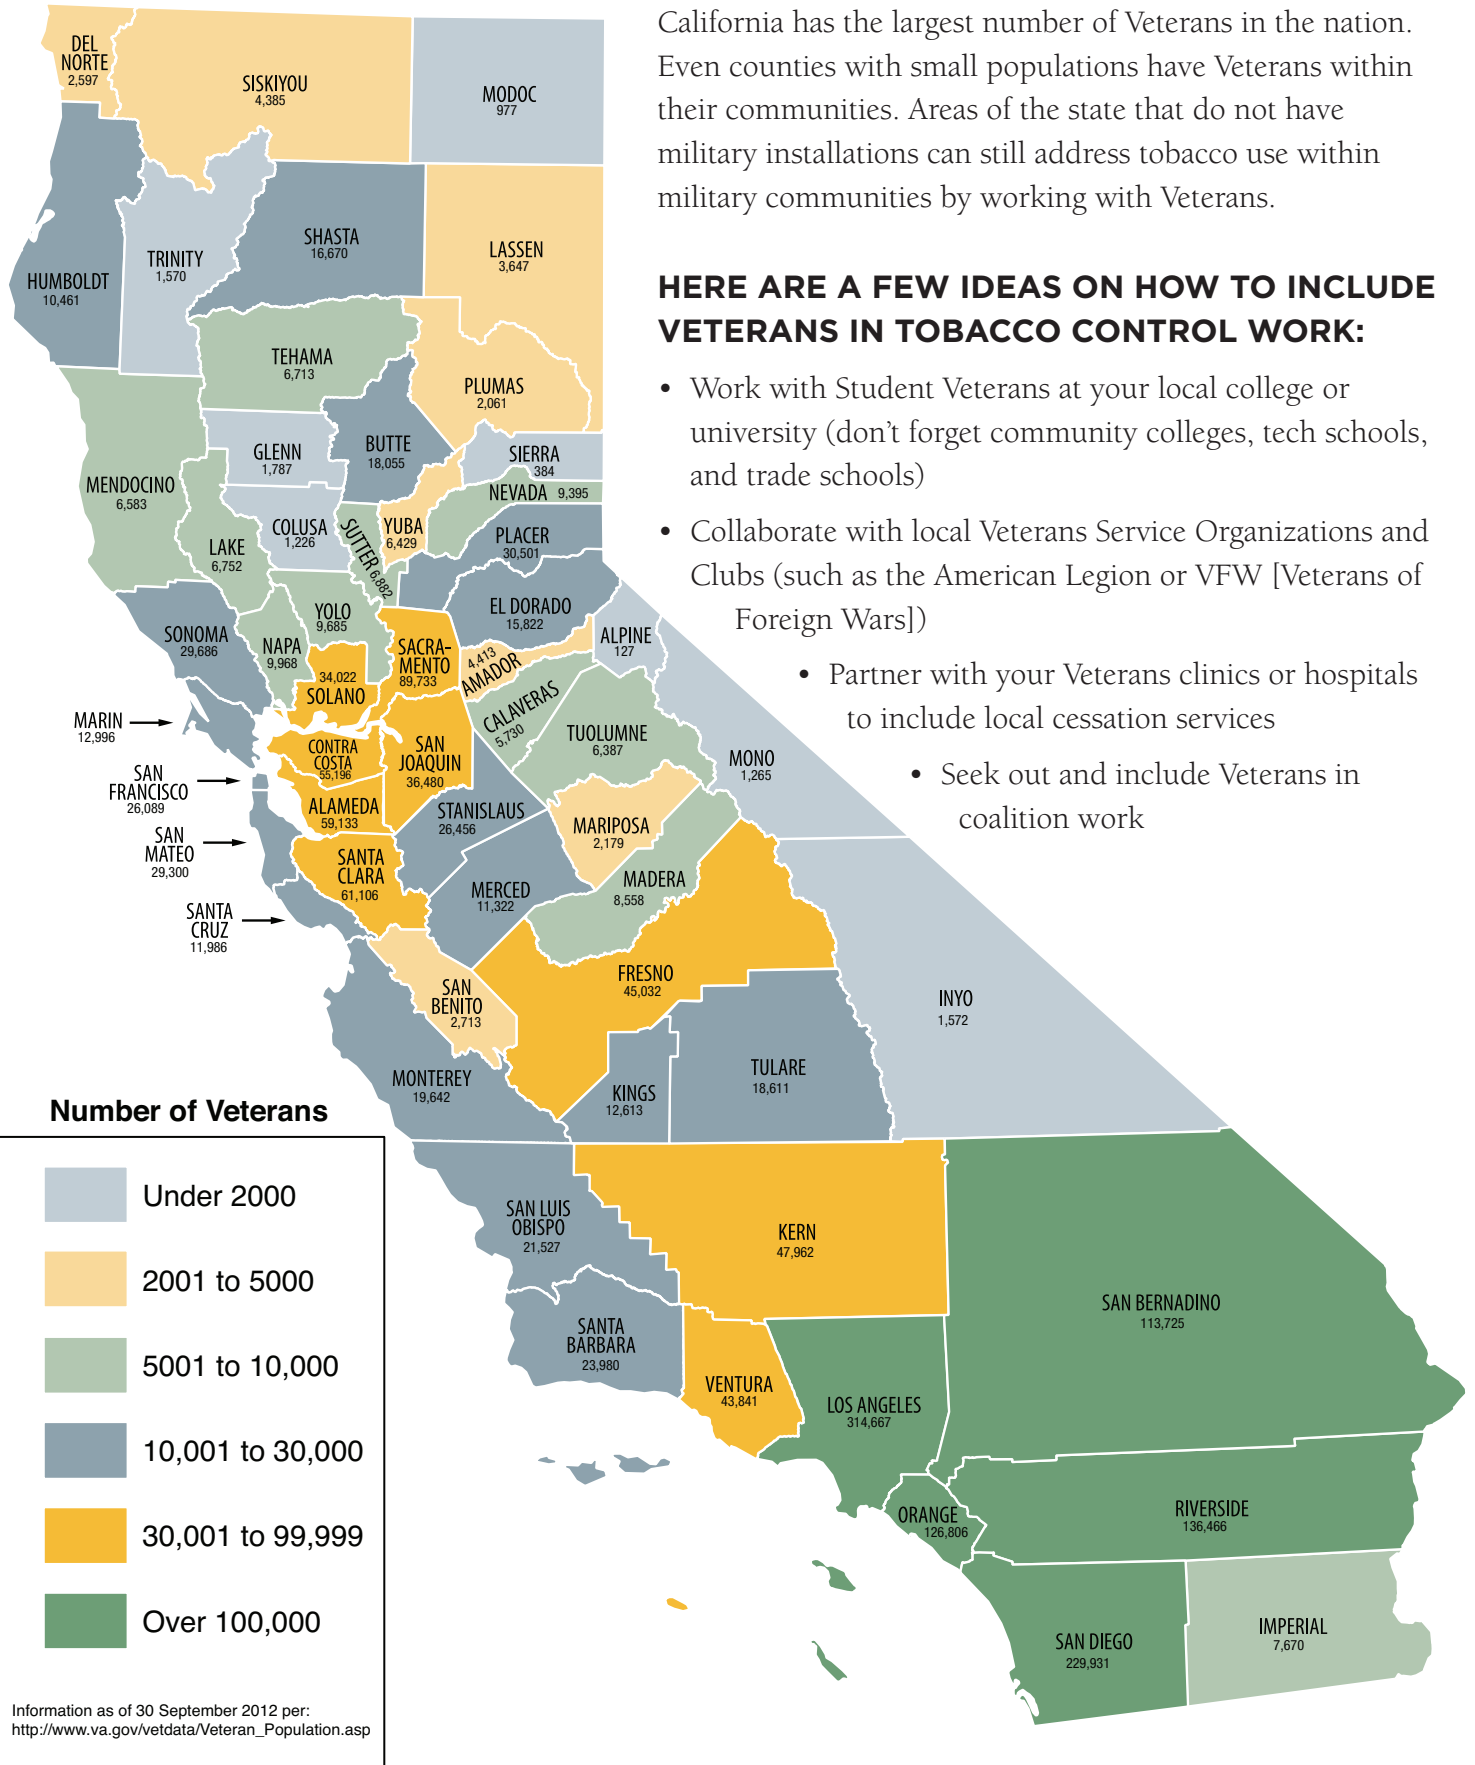 California has the largest number of Veterans in the nation.
Even counties with small populations have Veterans within
their communities. Areas of the state that do not have
military installations can still address tobacco use within
military communities by working with Veterans.
HERE ARE A FEW IDEAS ON HOW TO INCLUDE
VETERANS IN TOBACCO CONTROL WORK:
• Work with Student Veterans at your local college or
university (don't forget community colleges, tech schools,
and trade schools)
• Collaborate with local Veterans Service Organizations and
Clubs (such as the American Legion or VFW [Veterans of
Foreign Wars])
• Partner with your Veterans clinics or hospitals
to include local cessation services
• Seek out and include Veterans in
coalition work
DEL
NORTE
2,597
SISKIYOU
4,385
MODOC
977
HUMBOLDT
10,461
TRINITY
1,570
SHASTA
16,670
LASSEN
3,647
TEHAMA
6,713
PLUMAS
2,061
MENDOCINO
6,583
GLENN
1,787
BUTTE
18,055
SIERRA
384
NEVADA 9,395
LAKE
6,752
COLUSA
1,226
SUTTER 6,882
YUBA
6,429
PLACER
30,501
SONOMA
29,686
NAPA
9,968
YOLO
9,685
EL DORADO
15,822
ALPINE
127
SACRA-
MENTO
89,733
4,413
AMADOR
34,022
SOLANO
CALAVERAS
5,730
TUOLUMNE
6,387
MARIN
12,996
CONTRA
COSTA
55,196
SAN
JOAQUIN
36,480
MONO
1,265
SAN
FRANCISCO
26,089
ALAMEDA
59,133
STANISLAUS
26,456
MARIPOSA
2,179
SAN
MATEO
29,300
SANTA
CLARA
61,106
MERCED
11,322
MADERA
8,558
SANTA
CRUZ
11,986
FRESNO
45,032
SAN
BENITO
2,713
INYO
1,572
MONTEREY
19,642
KINGS
12,613
TULARE
18,611
SAN LUIS
OBISPO
21,527
KERN
47,962
SAN BERNADINO
113,725
SANTA
BARBARA
23,980
VENTURA
43,841
LOS ANGELES
314,667
ORANGE
126,806
RIVERSIDE
136,466
SAN DIEGO
229,931
IMPERIAL
7,670
Number of Veterans
Under 2000
2001 to 5000
5001 to 10,000
10,001 to 30,000
30,001 to 99,999
Over 100,000
Information as of 30 September 2012 per:
http://www.va.gov/vetdata/Veteran_Population.asp